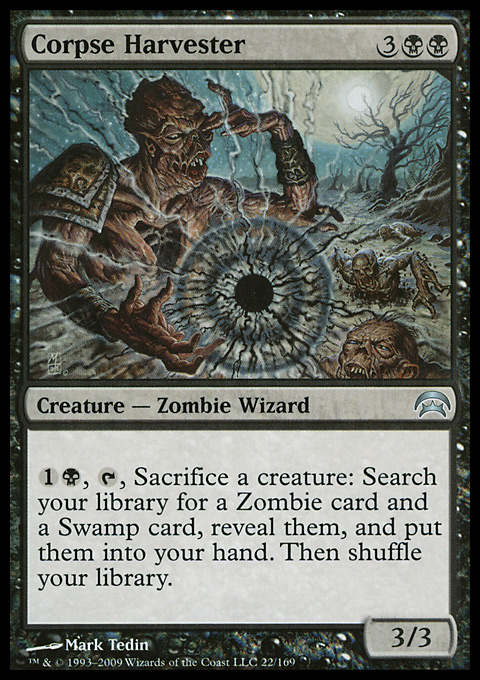 Corpse Harvester 3
Creature — Zombie Wizard
1, , Sacrifice a creature: Search
your library for a Zombie card and
a Swamp card, reveal them, and put
them into your hand. Then shuffle
your library.
3/3
Mark Tedin
™ & © 1993–2009 Wizards of the Coast LLC 22/169